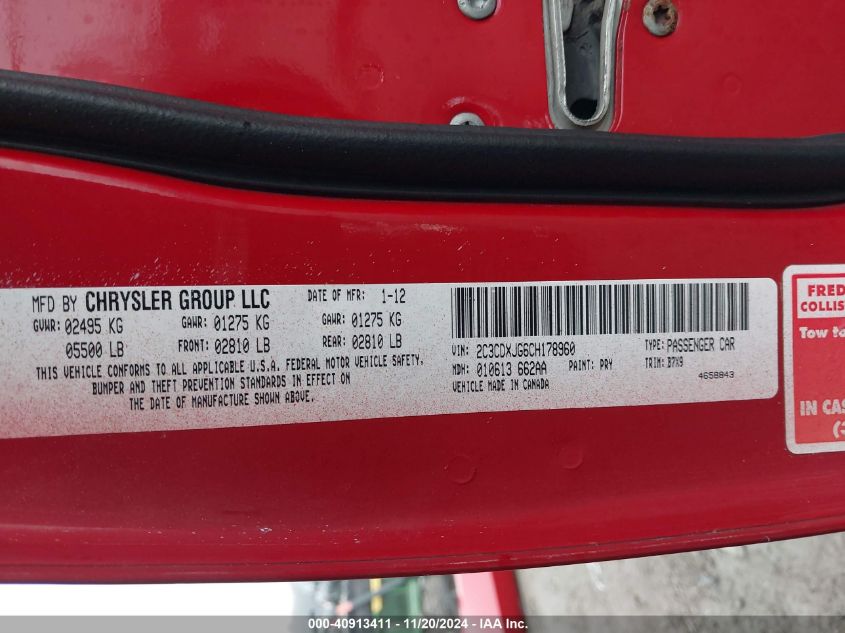 MFD BY CHRYSLER GROUP LLC DATE OF MFR: 1-12
GVWR: 02495 KG GAWR: 01275 KG GAWR: 01275 KG
05500 LB FRONT: 02810 LB REAR: 02810 LB
THIS VEHICLE CONFORMS TO ALL APPLICABLE U.S.A. FEDERAL MOTOR VEHICLE SAFETY,
BUMPER AND THEFT PREVENTION STANDARDS IN EFFECT ON
THE DATE OF MANUFACTURE SHOWN ABOVE.
VIN: 2C3CDXJG6CH178960 TYPE: PASSENGER CAR
MDH: 010613 662AA PAINT: PRY TRIM: B7X9
VEHICLE MADE IN CANADA 4658843
FRED
COLLIS
Tow to
IN CAS
(3
000-40913411 - 11/20/2024 - IAA Inc.